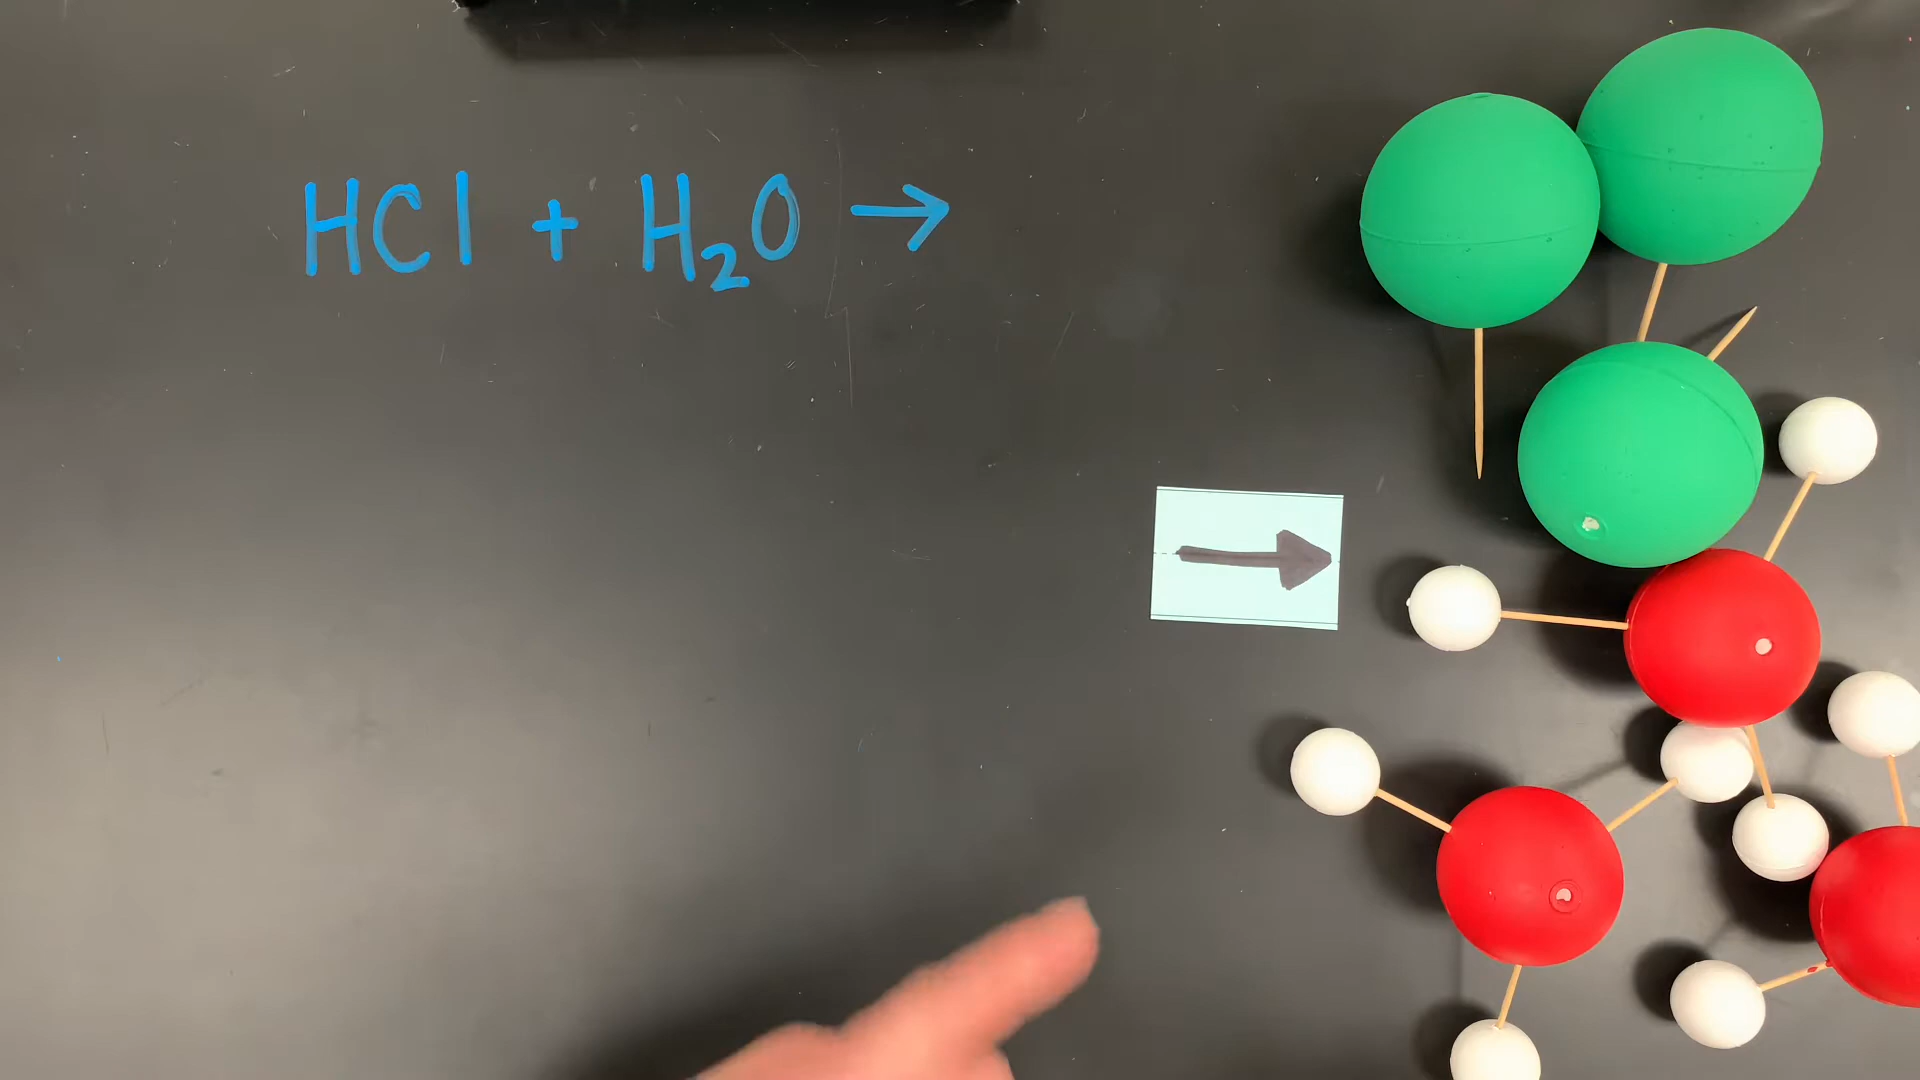 HCl + H₂O →